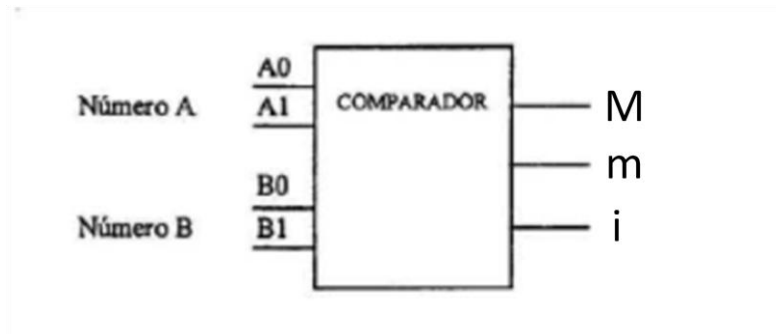 A0
Número A
A1
COMPARADOR
M
m
B0
Número B
B1
i